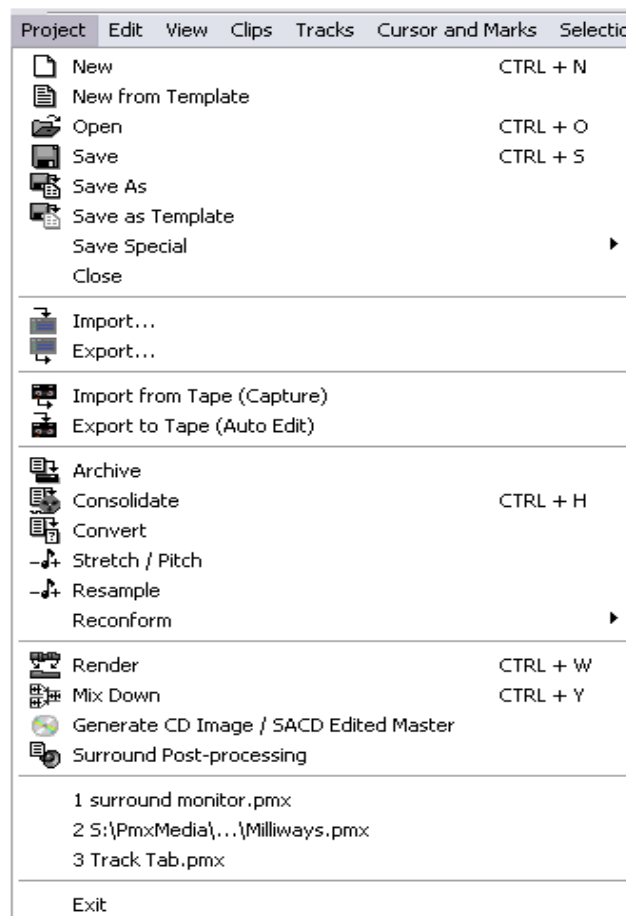 Project Edit View Clips Tracks Cursor and Marks Selectio
New CTRL + N
New from Template
Open CTRL + O
Save CTRL + S
Save As
Save as Template
Save Special
Close
Import...
Export...
Import from Tape (Capture)
Export to Tape (Auto Edit)
Archive
Consolidate CTRL + H
Convert
Stretch / Pitch
Resample
Reconform
Render CTRL + W
Mix Down CTRL + Y
Generate CD Image / SACD Edited Master
Surround Post-processing
1 surround monitor.pmx
2 S:\PmxMedia\...\Milliways.pmx
3 Track Tab.pmx
Exit